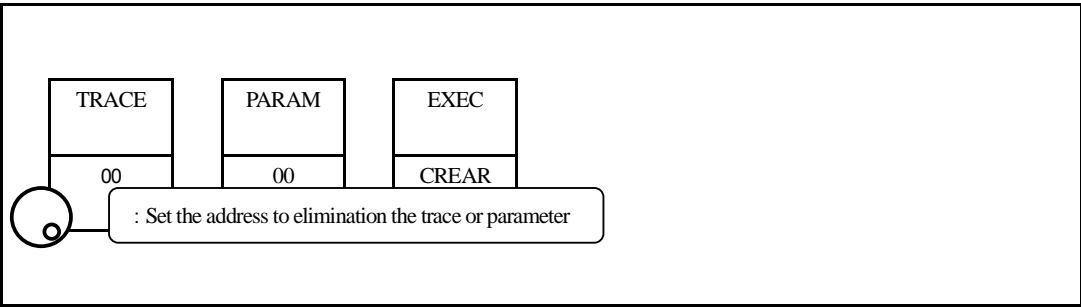 TRACE PARAM EXEC
00 00 CREAR
: Set the address to elimination the trace or parameter